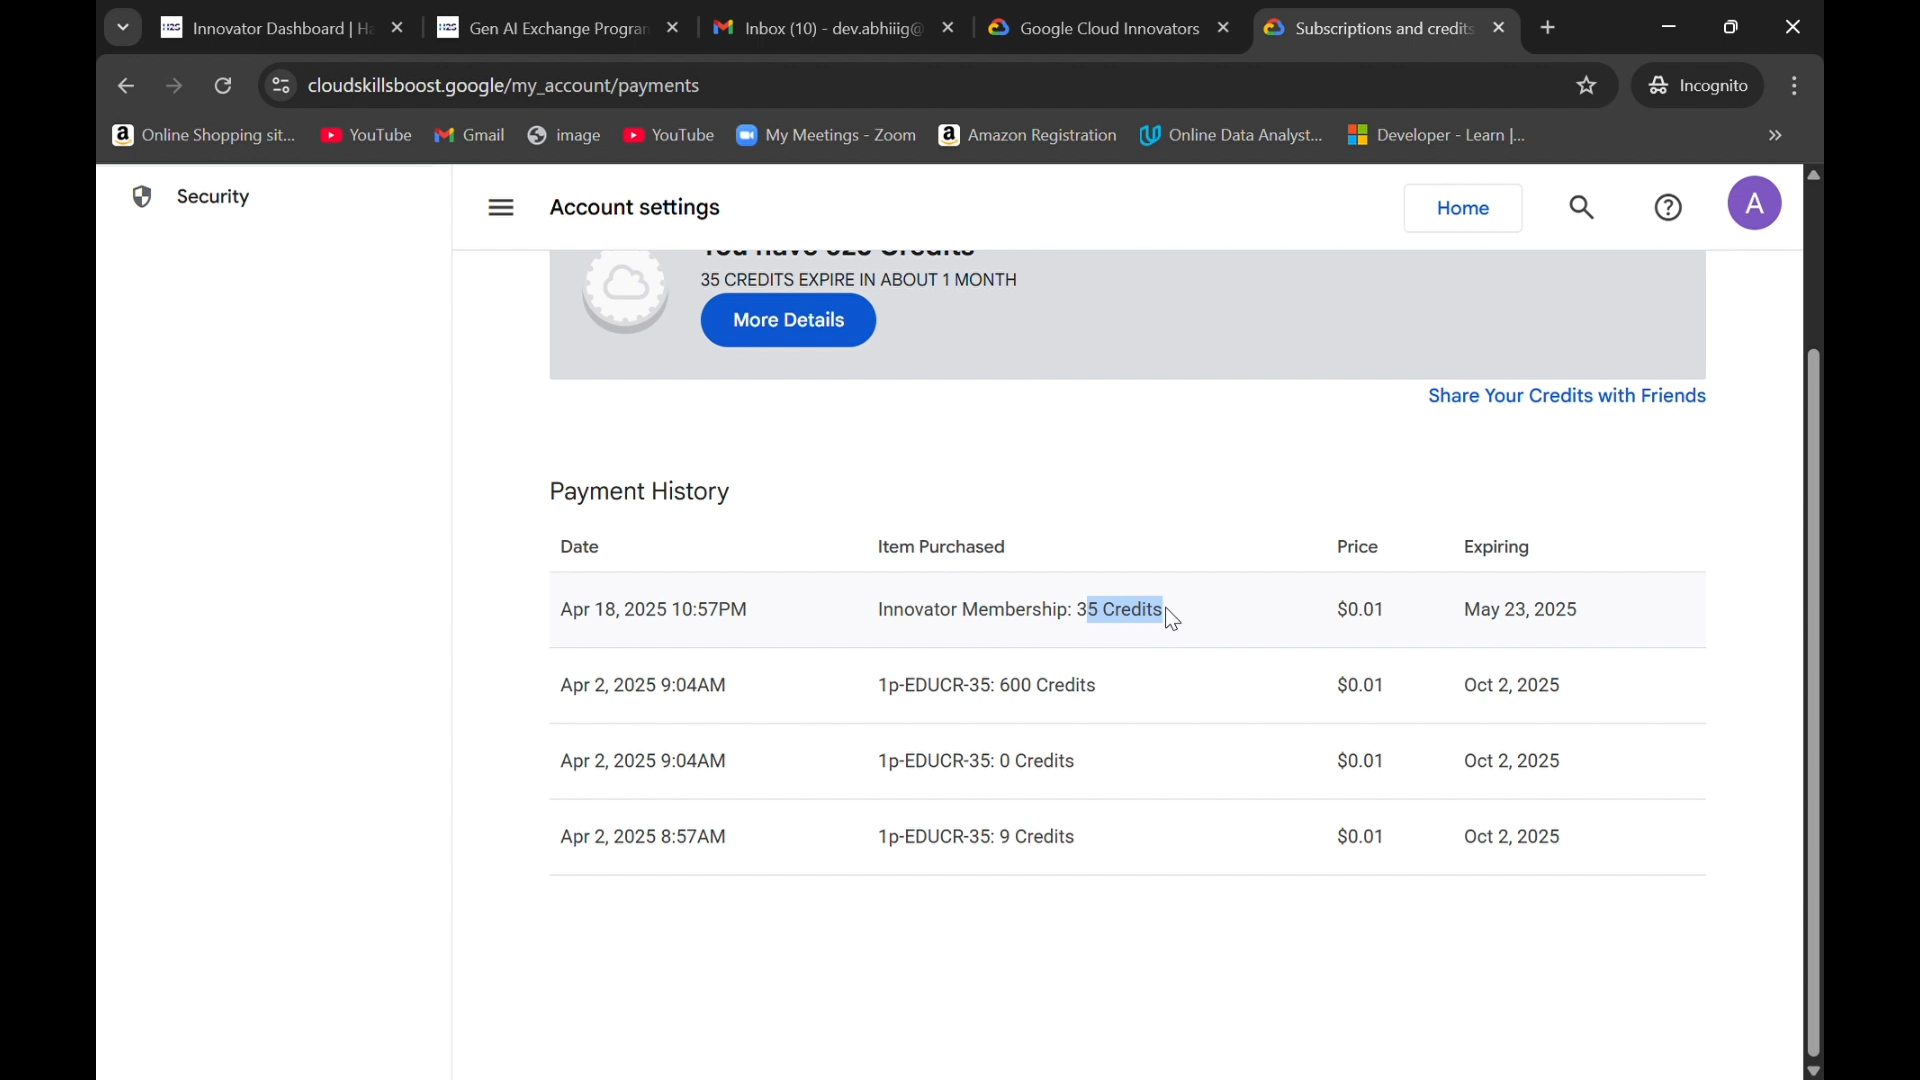 Innovator Dashboard | Ha
Gen AI Exchange Program
Inbox (10) - dev.abhiiig@
Google Cloud Innovators
Subscriptions and credits
cloudskillsboost.google/my_account/payments
Incognito
Online Shopping sit...
YouTube
Gmail
image
YouTube
My Meetings - Zoom
Amazon Registration
Online Data Analyst...
Developer - Learn |...
Security
Account settings
Home
A
35 CREDITS EXPIRE IN ABOUT 1 MONTH
More Details
Share Your Credits with Friends
Payment History
Date Item Purchased Price Expiring
Apr 18, 2025 10:57PM Innovator Membership: 35 Credits $0.01 May 23, 2025
Apr 2, 2025 9:04AM 1p-EDUCR-35: 600 Credits $0.01 Oct 2, 2025
Apr 2, 2025 9:04AM 1p-EDUCR-35: 0 Credits $0.01 Oct 2, 2025
Apr 2, 2025 8:57AM 1p-EDUCR-35: 9 Credits $0.01 Oct 2, 2025